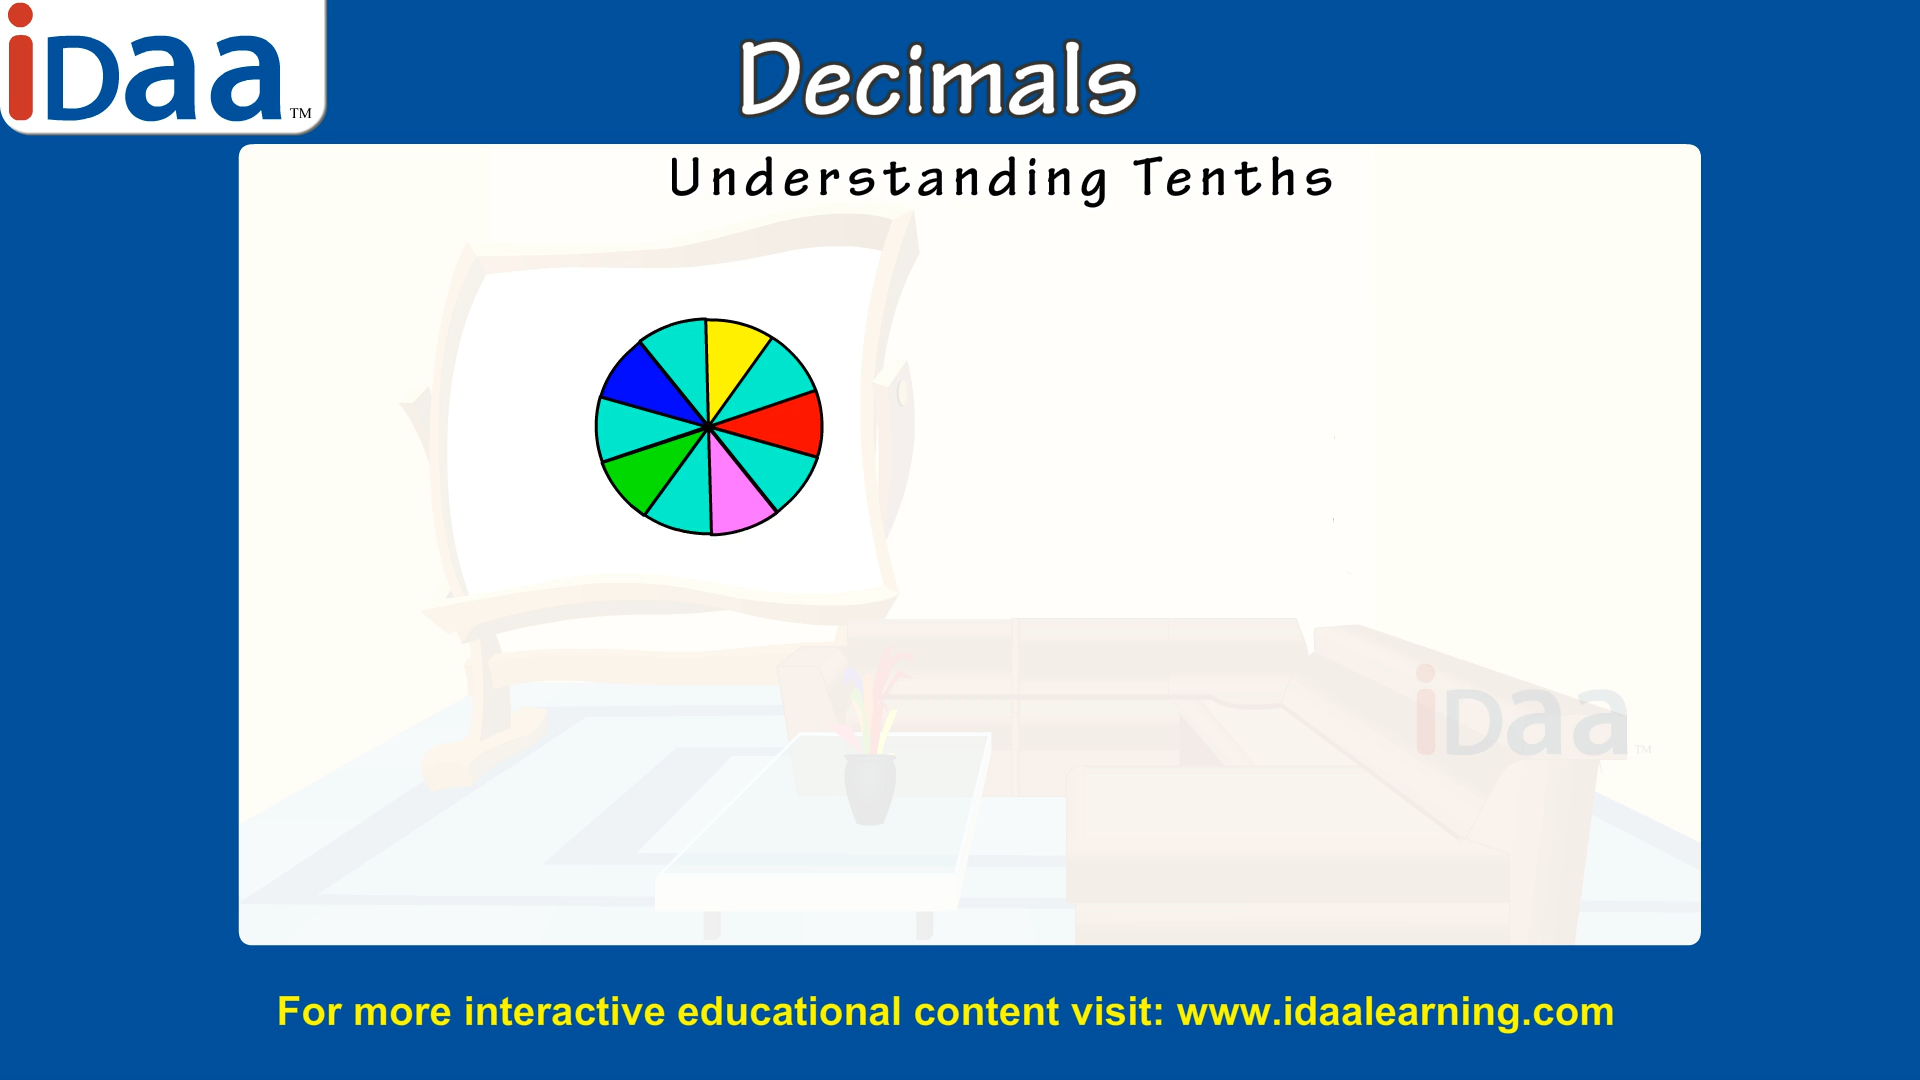 iDaa™
Decimals
Understanding Tenths
iDaa™
For more interactive educational content visit: www.idaalearning.com